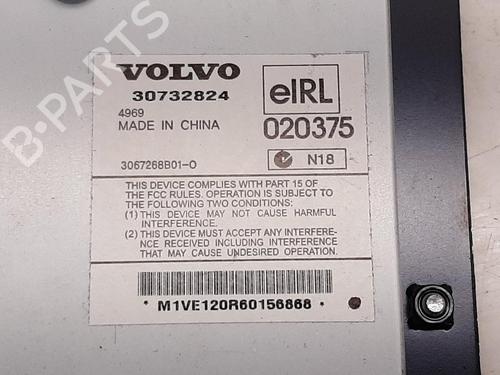 VOLVO
30732824
4969
MADE IN CHINA
3067268B01-O
eIRL
020375
N18
THIS DEVICE COMPLIES WITH PART 15 OF
THE FCC RULES. OPERATION IS SUBJECT TO
THE FOLLOWING TWO CONDITIONS:
(1) THIS DEVICE MAY NOT CAUSE HARMFUL
INTERFERENCE.
(2) THIS DEVICE MUST ACCEPT ANY INTERFERE-
NCE RECEIVED INCLUDING INTERFERENCE
THAT MAY CAUSE UNDESIRED OPERATION.
* M1VE120R60156868 *
B-PARTS